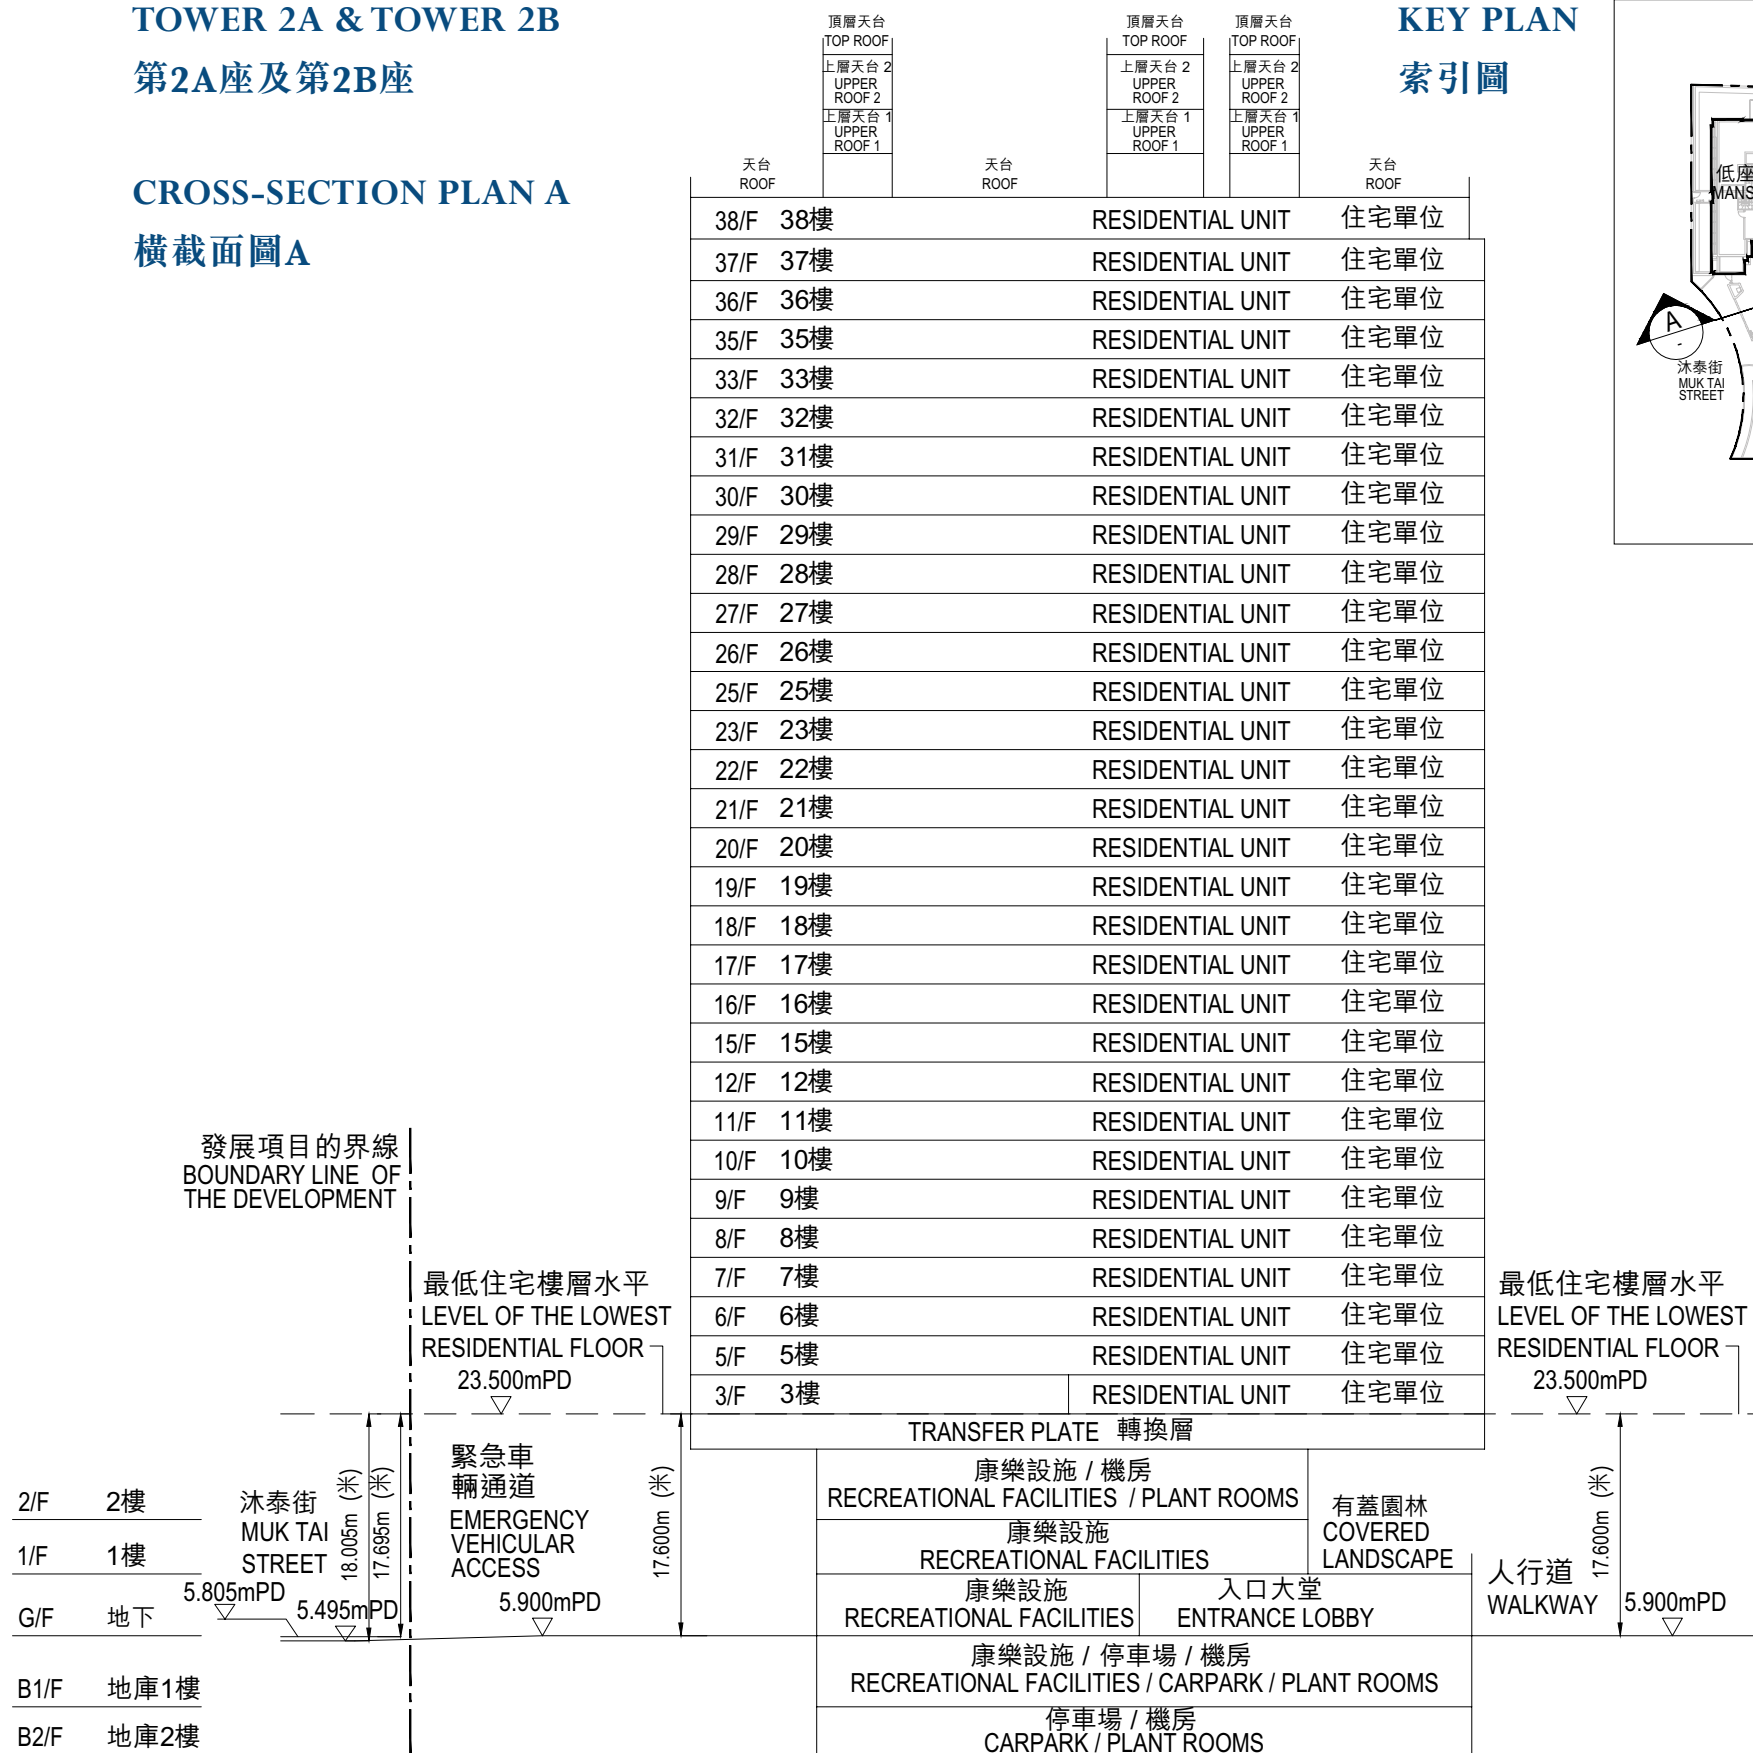 TOWER 2A & TOWER 2B
第2A座及第2B座
CROSS-SECTION PLAN A
橫截面圖A
KEY PLAN
索引圖
頂層天台
TOP ROOF
上層天台 2
UPPER
ROOF 2
上層天台 1
UPPER
ROOF 1
頂層天台
TOP ROOF
上層天台 2
UPPER
ROOF 2
上層天台 1
UPPER
ROOF 1
頂層天台
TOP ROOF
上層天台 2
UPPER
ROOF 2
上層天台 1
UPPER
ROOF 1
天台
ROOF
天台
ROOF
天台
ROOF
低座
MANS
A
-
沐泰街
MUK TAI
STREET
38/F 38樓 RESIDENTIAL UNIT 住宅單位
37/F 37樓 RESIDENTIAL UNIT 住宅單位
36/F 36樓 RESIDENTIAL UNIT 住宅單位
35/F 35樓 RESIDENTIAL UNIT 住宅單位
33/F 33樓 RESIDENTIAL UNIT 住宅單位
32/F 32樓 RESIDENTIAL UNIT 住宅單位
31/F 31樓 RESIDENTIAL UNIT 住宅單位
30/F 30樓 RESIDENTIAL UNIT 住宅單位
29/F 29樓 RESIDENTIAL UNIT 住宅單位
28/F 28樓 RESIDENTIAL UNIT 住宅單位
27/F 27樓 RESIDENTIAL UNIT 住宅單位
26/F 26樓 RESIDENTIAL UNIT 住宅單位
25/F 25樓 RESIDENTIAL UNIT 住宅單位
23/F 23樓 RESIDENTIAL UNIT 住宅單位
22/F 22樓 RESIDENTIAL UNIT 住宅單位
21/F 21樓 RESIDENTIAL UNIT 住宅單位
20/F 20樓 RESIDENTIAL UNIT 住宅單位
19/F 19樓 RESIDENTIAL UNIT 住宅單位
18/F 18樓 RESIDENTIAL UNIT 住宅單位
17/F 17樓 RESIDENTIAL UNIT 住宅單位
16/F 16樓 RESIDENTIAL UNIT 住宅單位
15/F 15樓 RESIDENTIAL UNIT 住宅單位
12/F 12樓 RESIDENTIAL UNIT 住宅單位
11/F 11樓 RESIDENTIAL UNIT 住宅單位
10/F 10樓 RESIDENTIAL UNIT 住宅單位
9/F 9樓 RESIDENTIAL UNIT 住宅單位
8/F 8樓 RESIDENTIAL UNIT 住宅單位
7/F 7樓 RESIDENTIAL UNIT 住宅單位
6/F 6樓 RESIDENTIAL UNIT 住宅單位
5/F 5樓 RESIDENTIAL UNIT 住宅單位
3/F 3樓 RESIDENTIAL UNIT 住宅單位
TRANSFER PLATE 轉換層
發展項目的界線
BOUNDARY LINE OF
THE DEVELOPMENT
最低住宅樓層水平
LEVEL OF THE LOWEST
RESIDENTIAL FLOOR
23.500mPD
最低住宅樓層水平
LEVEL OF THE LOWEST
RESIDENTIAL FLOOR
23.500mPD
2/F 2樓
1/F 1樓
G/F 地下
B1/F 地庫1樓
B2/F 地庫2樓
沐泰街
MUK TAI
STREET
5.805mPD
5.495mPD
18.005m (米)
17.695m (米)
緊急車
輛通道
EMERGENCY
VEHICULAR
ACCESS
5.900mPD
17.600m (米)
康樂設施 / 機房
RECREATIONAL FACILITIES / PLANT ROOMS
康樂設施
RECREATIONAL FACILITIES
有蓋園林
COVERED
LANDSCAPE
康樂設施
RECREATIONAL FACILITIES
入口大堂
ENTRANCE LOBBY
康樂設施 / 停車場 / 機房
RECREATIONAL FACILITIES / CARPARK / PLANT ROOMS
停車場 / 機房
CARPARK / PLANT ROOMS
人行道
WALKWAY
17.600m (米)
5.900mPD